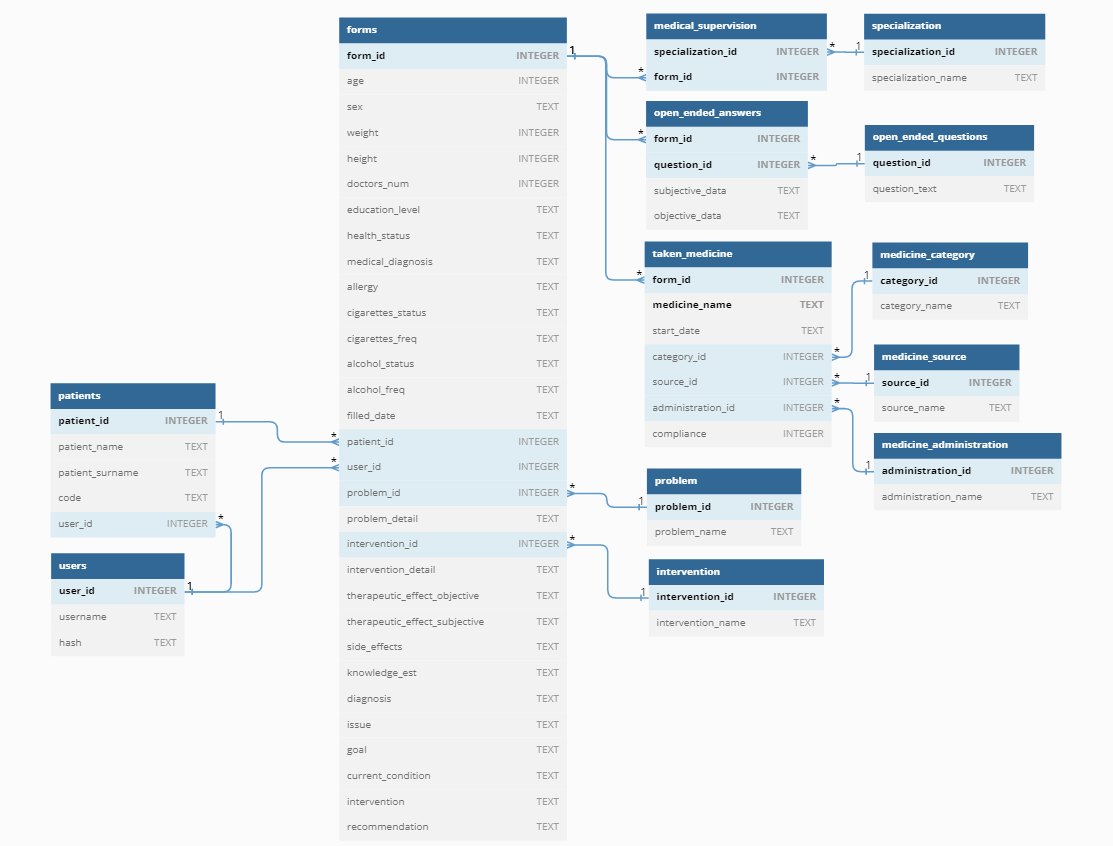 forms
form_id INTEGER
age INTEGER
sex TEXT
weight INTEGER
height INTEGER
doctors_num INTEGER
education_level TEXT
health_status TEXT
medical_diagnosis TEXT
allergy TEXT
cigarettes_status TEXT
cigarettes_freq TEXT
alcohol_status TEXT
alcohol_freq TEXT
filled_date TEXT
patient_id INTEGER
user_id INTEGER
problem_id INTEGER
problem_detail TEXT
intervention_id INTEGER
intervention_detail TEXT
therapeutic_effect_objective TEXT
therapeutic_effect_subjective TEXT
side_effects TEXT
knowledge_est TEXT
diagnosis TEXT
issue TEXT
goal TEXT
current_condition TEXT
intervention TEXT
recommendation TEXT
1
*
*
*
*
*
*
*
patients
patient_id INTEGER
patient_name TEXT
patient_surname TEXT
code TEXT
user_id INTEGER
1
*
users
user_id INTEGER
username TEXT
hash TEXT
1
medical_supervision
specialization_id INTEGER
form_id INTEGER
* 1
specialization
specialization_id INTEGER
specialization_name TEXT
open_ended_answers
form_id INTEGER
question_id INTEGER
subjective_data TEXT
objective_data TEXT
* 1
open_ended_questions
question_id INTEGER
question_text TEXT
taken_medicine
form_id INTEGER
medicine_name TEXT
start_date TEXT
category_id INTEGER
source_id INTEGER
administration_id INTEGER
compliance INTEGER
*
*
*
1
medicine_category
category_id INTEGER
category_name TEXT
1
medicine_source
source_id INTEGER
source_name TEXT
1
medicine_administration
administration_id INTEGER
administration_name TEXT
1
problem
problem_id INTEGER
problem_name TEXT
1
intervention
intervention_id INTEGER
intervention_name TEXT